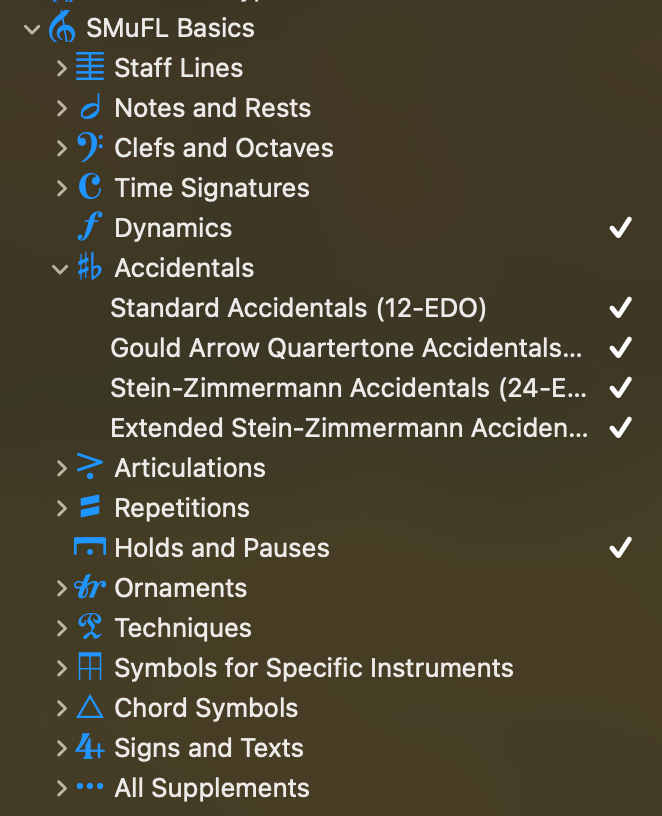 SMuFL Basics
Staff Lines
Notes and Rests
Clefs and Octaves
Time Signatures
Dynamics
Accidentals
Standard Accidentals (12-EDO)
Gould Arrow Quartertone Accidentals...
Stein-Zimmermann Accidentals (24-E...
Extended Stein-Zimmermann Acciden...
Articulations
Repetitions
Holds and Pauses
Ornaments
Techniques
Symbols for Specific Instruments
Chord Symbols
Signs and Texts
All Supplements